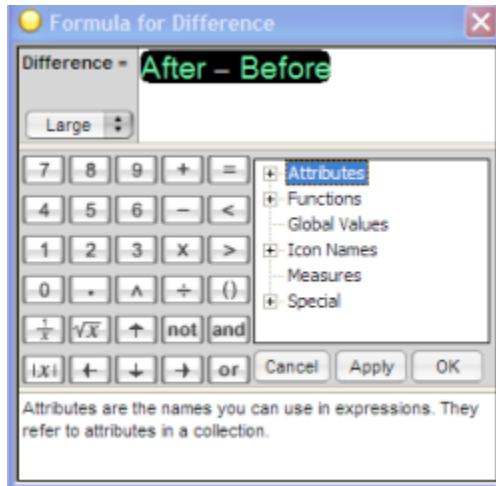 Formula for Difference
Difference = After – Before
Large
7 8 9 + = 
4 5 6 − <
1 2 3 x >
0 . ^ ÷ ()
1/x √x ↑ not and
|x| ← ↓ → or
Attributes
Functions
Global Values
Icon Names
Measures
Special
Cancel Apply OK
Attributes are the names you can use in expressions. They
refer to attributes in a collection.